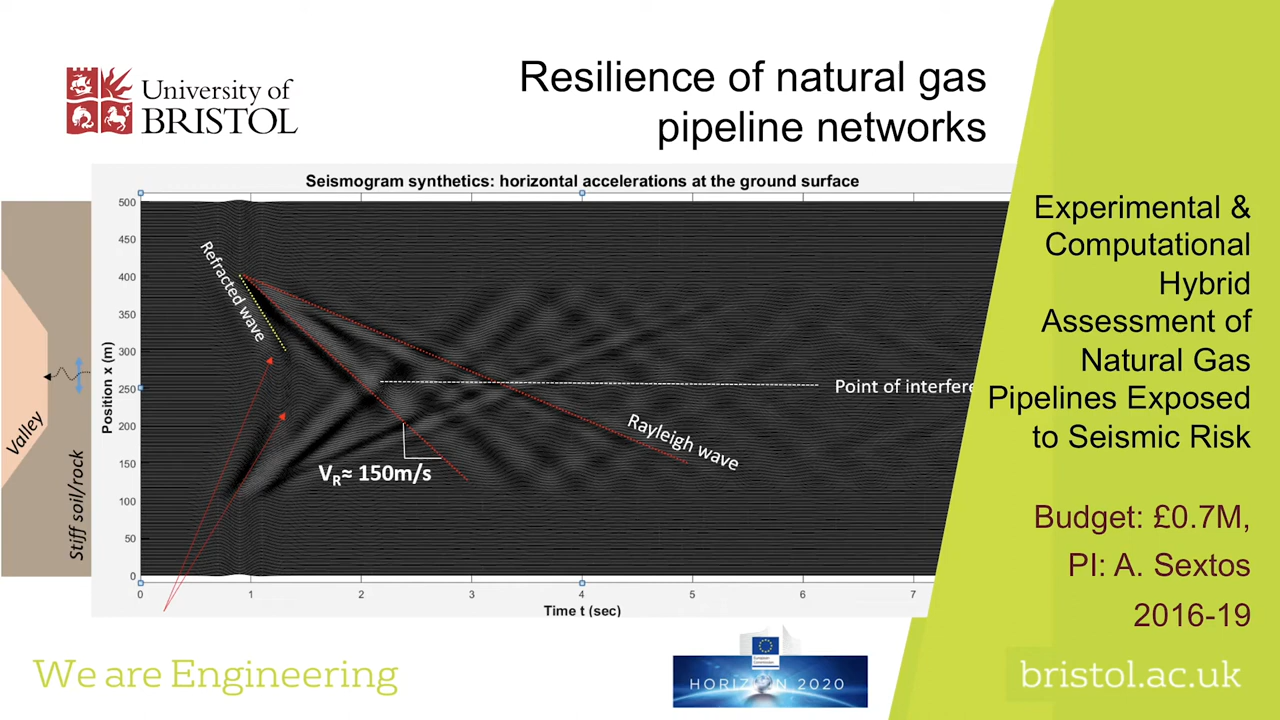 University of
BRISTOL
Resilience of natural gas
pipeline networks
Seismogram synthetics: horizontal accelerations at the ground surface
500
450
400
350
300
250
200
150
100
50
0
Position x (m)
Refracted wave
Point of interfere
Rayleigh wave
VR≈ 150m/s
Valley
Stiff soil/rock
0 1 2 3 4 5 6 7
Time t (sec)
Experimental &
Computational
Hybrid
Assessment of
Natural Gas
Pipelines Exposed
to Seismic Risk
Budget: £0.7M,
PI: A. Sextos
2016-19
We are Engineering
European
Commission
HORIZON 2020
bristol.ac.uk